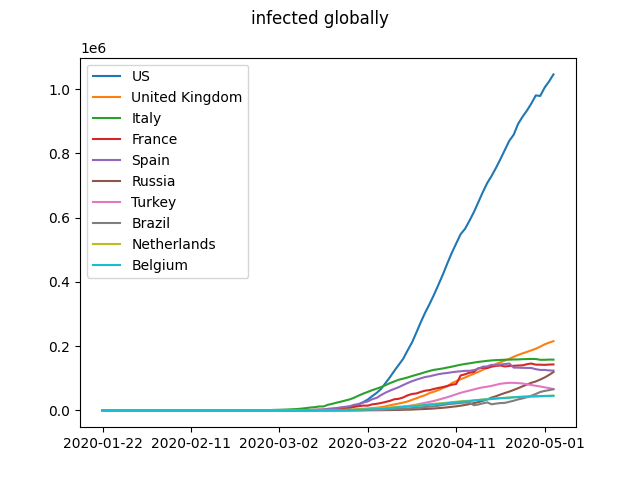 infected globally
1e6
1.0
0.8
0.6
0.4
0.2
0.0
US
United Kingdom
Italy
France
Spain
Russia
Turkey
Brazil
Netherlands
Belgium
2020-01-22 2020-02-11 2020-03-02 2020-03-22 2020-04-11 2020-05-01